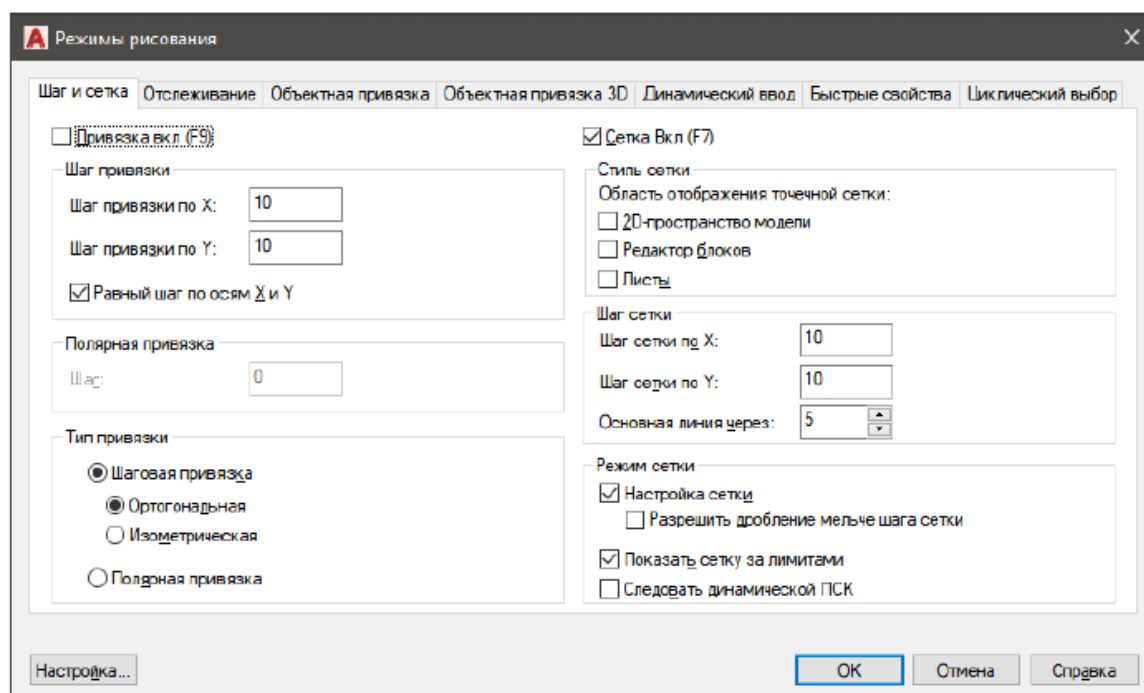 Режимы рисования
Шаг и сетка Отслеживание Объектная привязка Объектная привязка 3D Динамический ввод Быстрые свойства Циклический выбор
Привязка вкл (F9)
Шаг привязки
Шаг привязки по X: 10
Шаг привязки по Y: 10
Равный шаг по осям X и Y
Полярная привязка
Шаг: 0
Тип привязки
Шаговая привязка
Ортогональная
Изометрическая
Полярная привязка
Сетка Вкл (F7)
Стиль сетки
Область отображения точечной сетки:
2D-пространство модели
Редактор блоков
Листы
Шаг сетки
Шаг сетки по X: 10
Шаг сетки по Y: 10
Основная линия через: 5
Режим сетки
Настройка сетки
Разрешить дробление мельче шага сетки
Показать сетку за лимитами
Следовать динамической ПСК
Настройка... ОК Отмена Справка